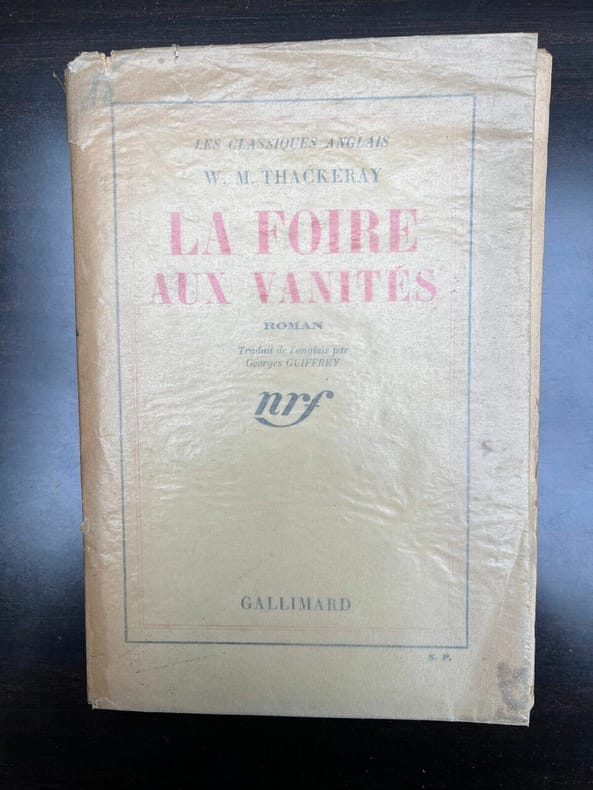 LES CLASSIQUES ANGLAIS
W. M. THACKERAY
LA FOIRE
AUX VANITÉS
ROMAN
Traduit de l'anglais par
Georges GUIFFREY
nrf
GALLIMARD
S. P.